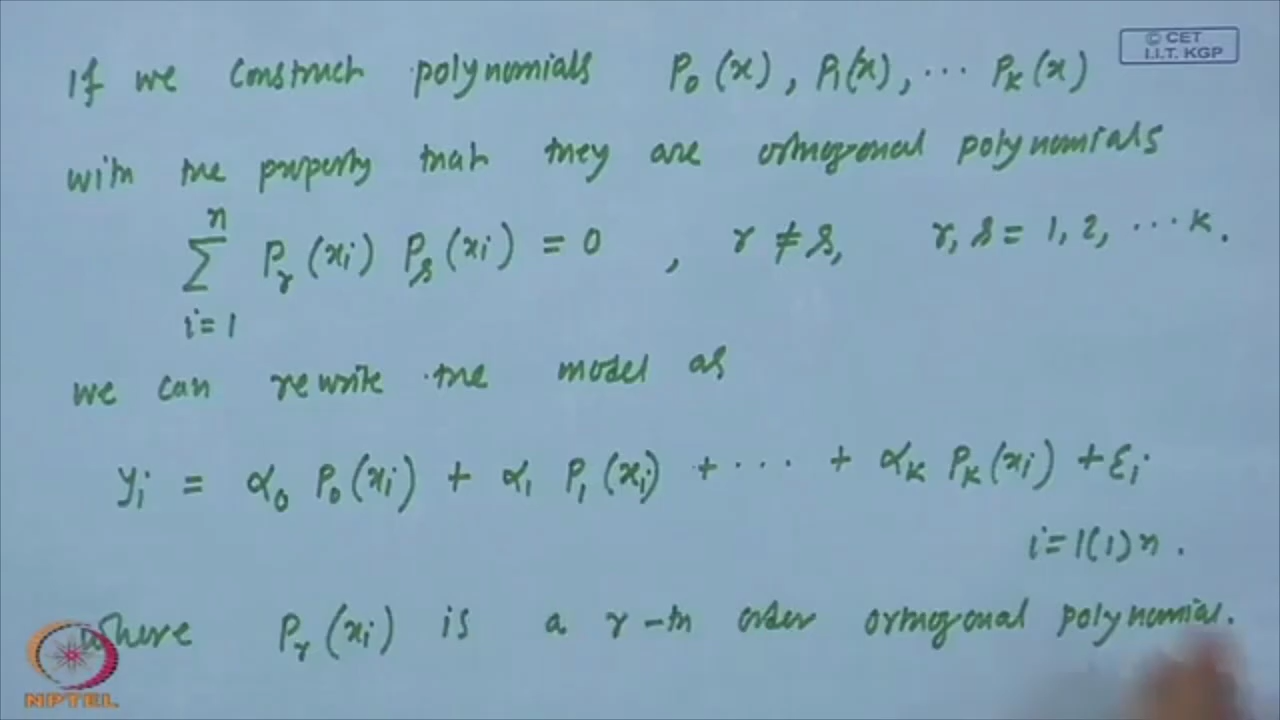 © CET
I.I.T. KGP
If we construct polynomials P₀(x), P₁(x), ... Pₖ(x)
with the property that they are orthogonal polynomials
n
∑ Pᵣ(xᵢ) Pₛ(xᵢ) = 0 , r ≠ s, r, s = 1, 2, ... k.
i=1
we can rewrite the model as
yᵢ = α₀ P₀(xᵢ) + α₁ P₁(xᵢ) + ... + αₖ Pₖ(xᵢ) + εᵢ
i=1(1)n.
where Pᵣ(xᵢ) is a r-th order orthogonal polynomial.
NPTEL